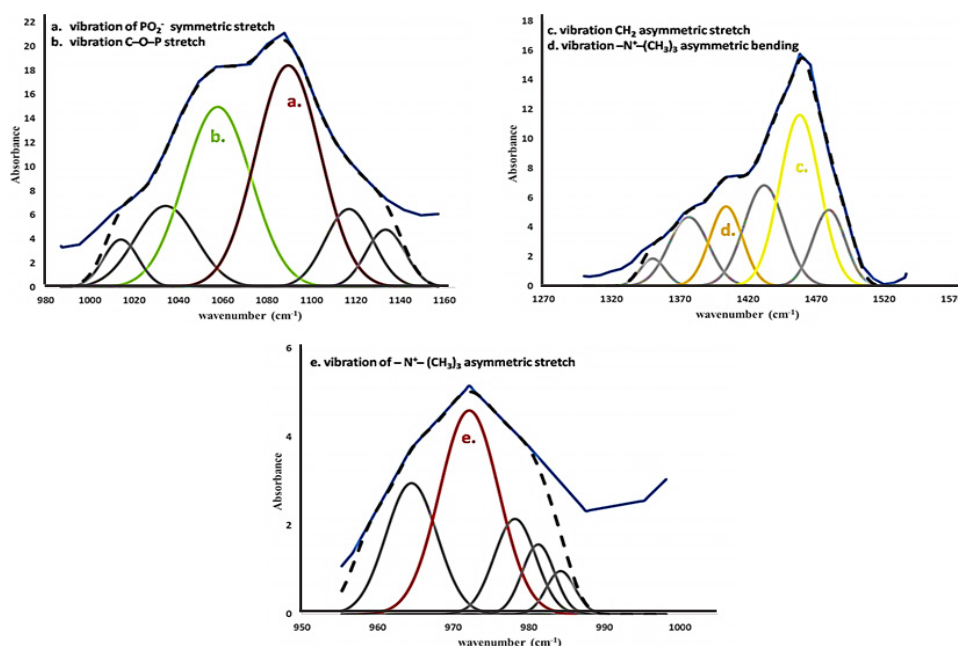 a. vibration of PO₂⁻ symmetric stretch
b. vibration C–O–P stretch
Absorbance
22
20
18
16
14
12
10
8
6
4
2
0
a.
b.
980 1000 1020 1040 1060 1080 1100 1120 1140 1160
wavenumber (cm⁻¹)
c. vibration CH₂ asymmetric stretch
d. vibration –N⁺–(CH₃)₃ asymmetric bending
Absorbance
18
16
14
12
10
8
6
4
2
0
c.
d.
1270 1320 1370 1420 1470 1520 1570
wavenumber (cm⁻¹)
e. vibration of – N⁺– (CH₃)₃ asymmetric stretch
Absorbance
6
4
2
0
e.
950 960 970 980 990 1000
wavenumber (cm⁻¹)